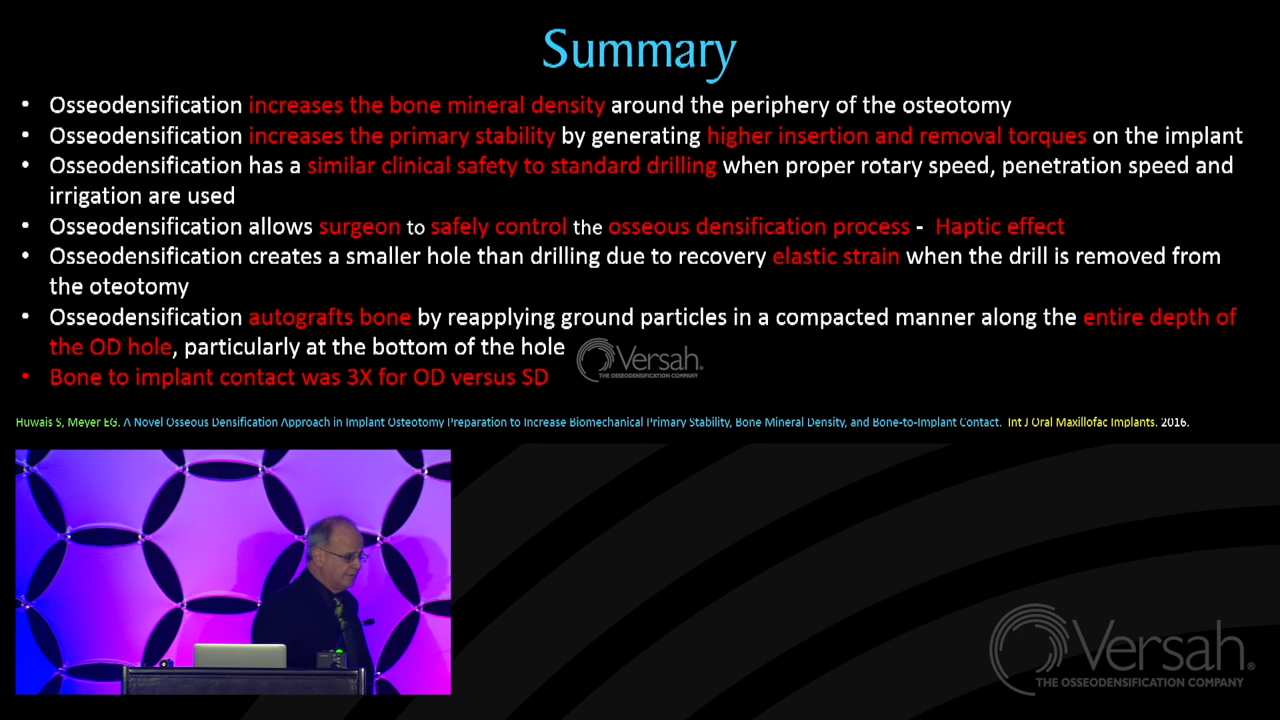 Summary
• Osseodensification increases the bone mineral density around the periphery of the osteotomy
• Osseodensification increases the primary stability by generating higher insertion and removal torques on the implant
• Osseodensification has a similar clinical safety to standard drilling when proper rotary speed, penetration speed and
irrigation are used
• Osseodensification allows surgeon to safely control the osseous densification process - Haptic effect
• Osseodensification creates a smaller hole than drilling due to recovery elastic strain when the drill is removed from
the oteotomy
• Osseodensification autografts bone by reapplying ground particles in a compacted manner along the entire depth of
the OD hole, particularly at the bottom of the hole
Versah.
THE OSSEODENSIFICATION COMPANY
• Bone to implant contact was 3X for OD versus SD
Huwais S, Meyer EG. A Novel Osseous Densification Approach in Implant Osteotomy Preparation to Increase Biomechanical Primary Stability, Bone Mineral Density, and Bone-to-Implant Contact. Int J Oral Maxillofac Implants. 2016.
Versah®
THE OSSEODENSIFICATION COMPANY